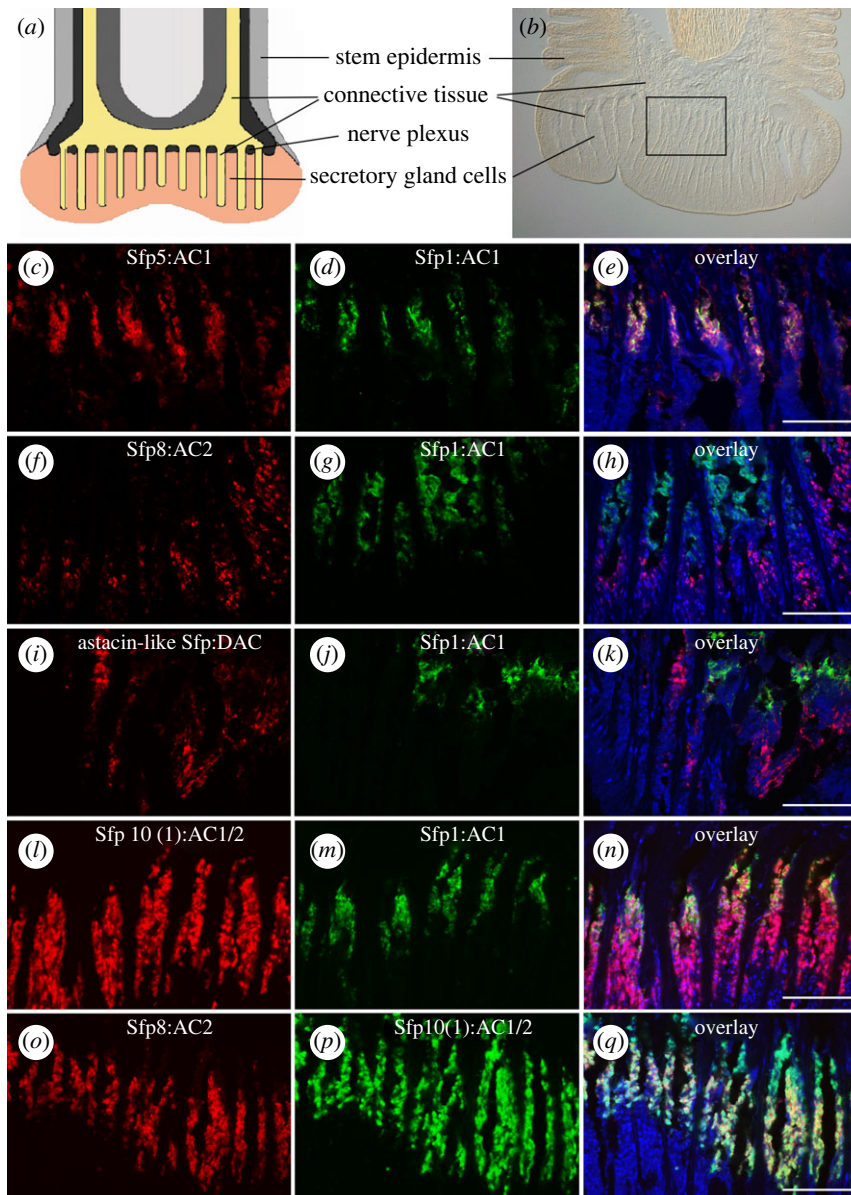 (a)
(b)
stem epidermis
connective tissue
nerve plexus
secretory gland cells
(c) Sfp5:AC1
(d) Sfp1:AC1
(e) overlay
(f) Sfp8:AC2
(g) Sfp1:AC1
(h) overlay
(i) astacin-like Sfp:DAC
(j) Sfp1:AC1
(k) overlay
(l) Sfp 10 (1):AC1/2
(m) Sfp1:AC1
(n) overlay
(o) Sfp8:AC2
(p) Sfp10(1):AC1/2
(q) overlay